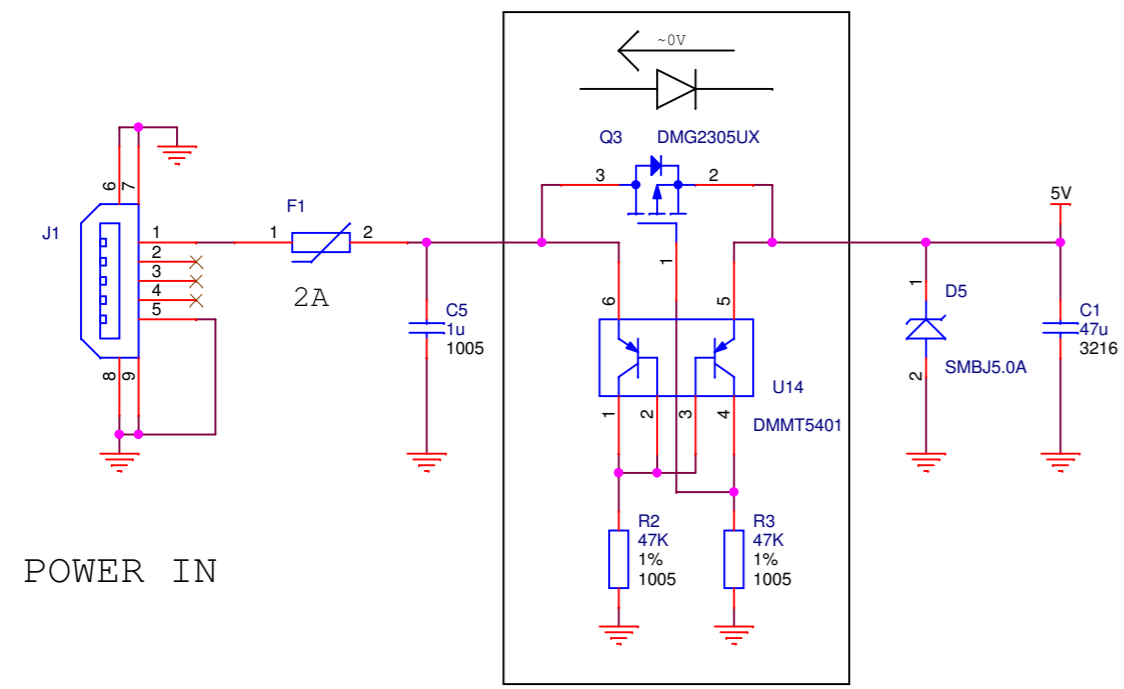 ~0V
Q3 DMG2305UX
3 2
1
6 7
J1
1
2
3
4
5
8 9
F1
1 2
2A
C5
1u
1005
6 5
1 2 3 4
U14
DMMT5401
R2
47K
1%
1005
R3
47K
1%
1005
5V
1
D5
2
SMBJ5.0A
C1
47u
3216
POWER IN